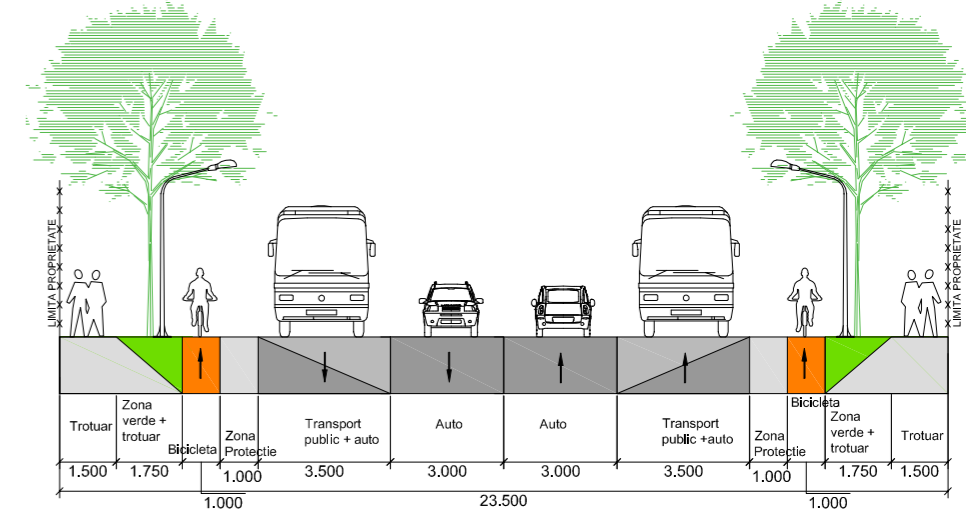 LIMITA PROPRIETATE
LIMITA PROPRIETATE
Trotuar
Zona
verde +
trotuar
Bicicleta
Zona
Protectie
Transport
public + auto
Auto
Auto
Transport
public +auto
Zona
Protectie
Bicicleta
Zona
verde +
trotuar
Trotuar
1.500
1.750
1.000
3.500
3.000
3.000
3.500
1.000
1.750
1.500
1.000
23.500
1.000